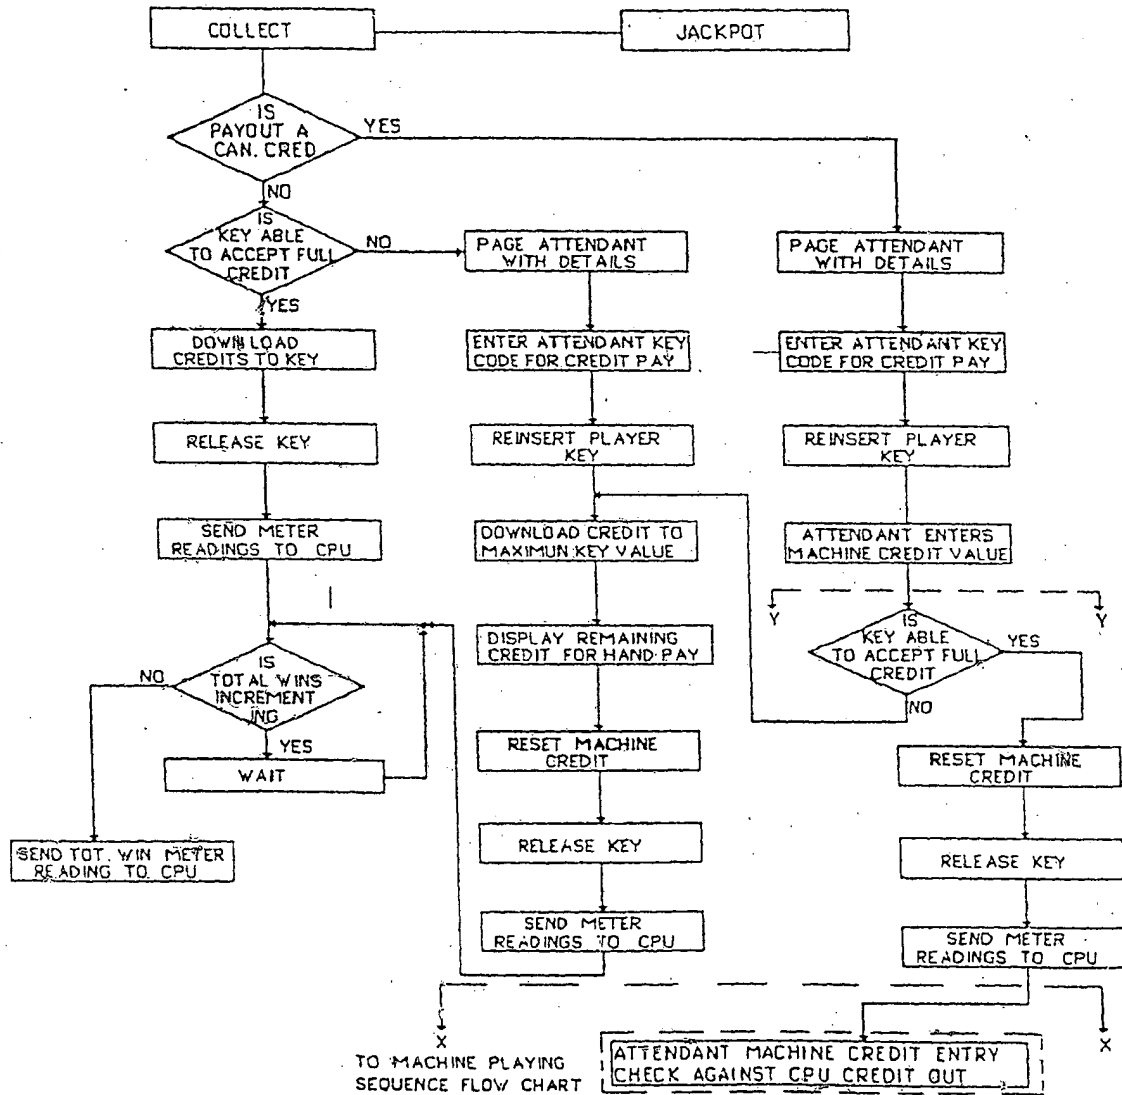 COLLECT
JACKPOT
IS
PAYOUT A
CAN. CRED
YES
NO
IS
KEY ABLE
TO ACCEPT FULL
CREDIT
NO
YES
PAGE ATTENDANT
WITH DETAILS
PAGE ATTENDANT
WITH DETAILS
DOWNLOAD
CREDITS TO KEY
ENTER ATTENDANT KEY
CODE FOR CREDIT PAY
ENTER ATTENDANT KEY
CODE FOR CREDIT PAY
RELEASE KEY
REINSERT PLAYER
KEY
REINSERT PLAYER
KEY
SEND METER
READINGS TO CPU
DOWNLOAD CREDIT TO
MAXIMUN KEY VALUE
ATTENDANT ENTERS
MACHINE CREDIT VALUE
Y
Y
IS
KEY ABLE
TO ACCEPT FULL
CREDIT
YES
NO
DISPLAY REMAINING
CREDIT FOR HAND PAY
IS
TOTAL WINS
INCREMENT
ING
NO
YES
WAIT
RESET MACHINE
CREDIT
RESET MACHINE
CREDIT
SEND TOT. WIN METER
READING TO CPU
RELEASE KEY
RELEASE KEY
SEND METER
READINGS TO CPU
SEND METER
READINGS TO CPU
X
X
TO MACHINE PLAYING
SEQUENCE FLOW CHART
ATTENDANT MACHINE CREDIT ENTRY
CHECK AGAINST CPU CREDIT OUT